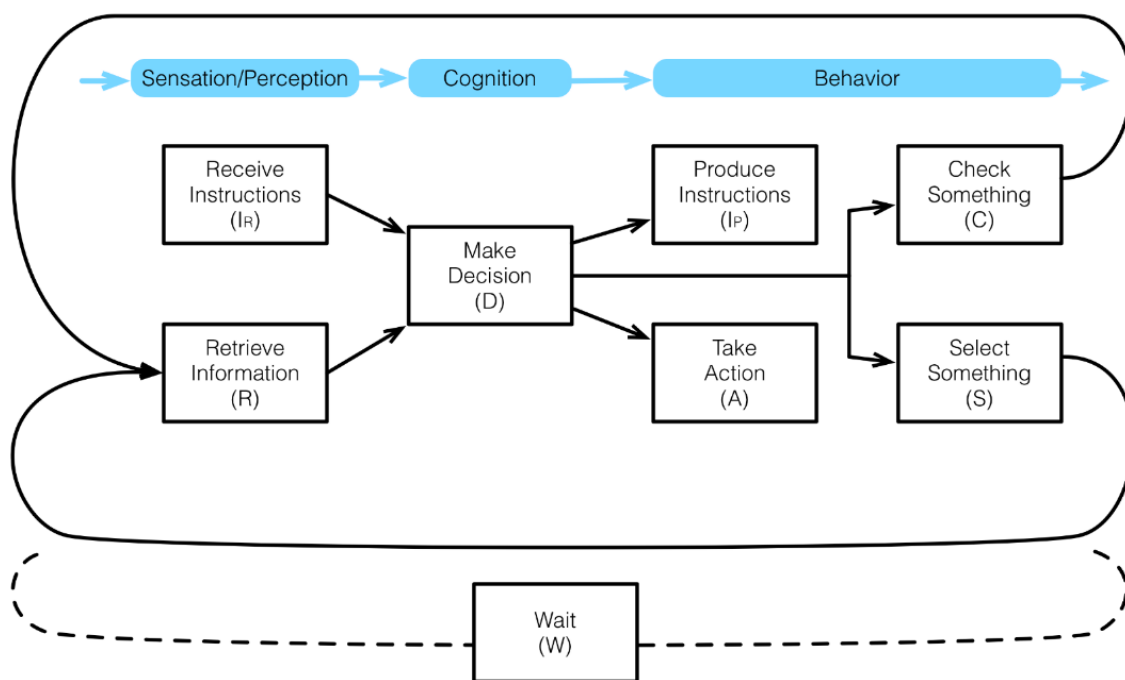 Sensation/Perception
Cognition
Behavior
Receive
Instructions
(IR)
Produce
Instructions
(IP)
Check
Something
(C)
Make
Decision
(D)
Retrieve
Information
(R)
Take
Action
(A)
Select
Something
(S)
Wait
(W)